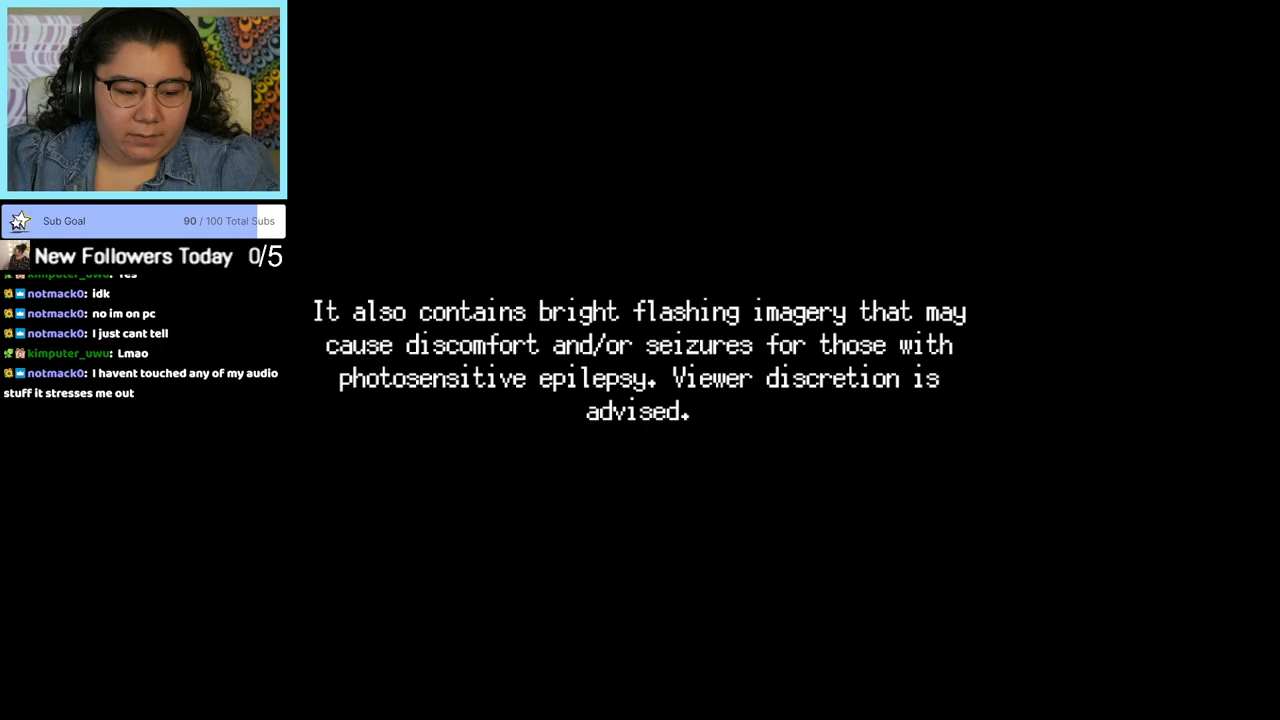 Sub Goal 90 / 100 Total Subs
New Followers Today 0/5
kimputer_uwu: Yes
notmack0: idk
notmack0: no im on pc
notmack0: I just cant tell
kimputer_uwu: Lmao
notmack0: I havent touched any of my audio
stuff it stresses me out
It also contains bright flashing imagery that may
cause discomfort and/or seizures for those with
photosensitive epilepsy. Viewer discretion is
advised.